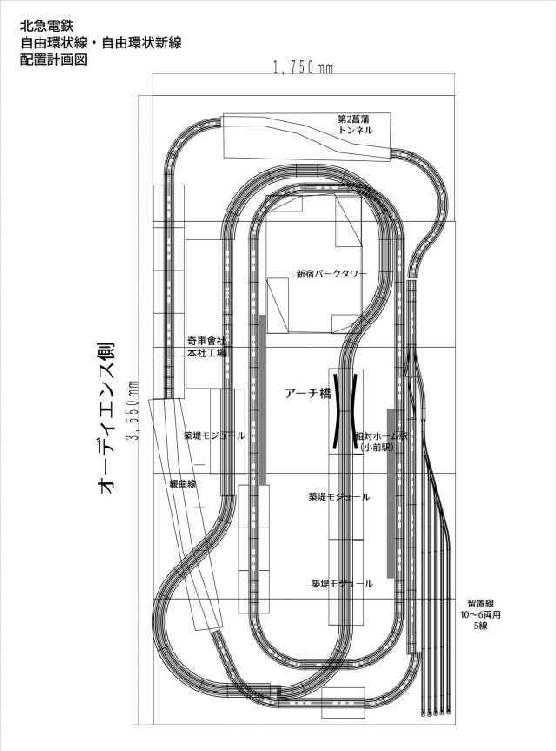 北急電鉄
自由環状線・自由環状新線
配置計画図
1,750mm
第2菖蒲
トンネル
新宿パークタワー
奇事會社
本社工場
オーディエンス側
3,550mm
アーチ橋
築堤モジュール
相対ホーム駅
(小前駅)
緩曲線
築堤モジュール
築堤モジュール
留置線
10〜6両用
5線